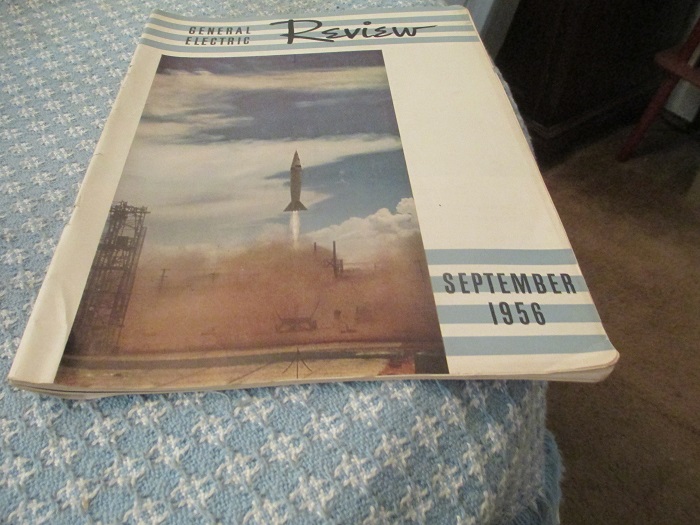 GENERAL
ELECTRIC
Review
SEPTEMBER
1956